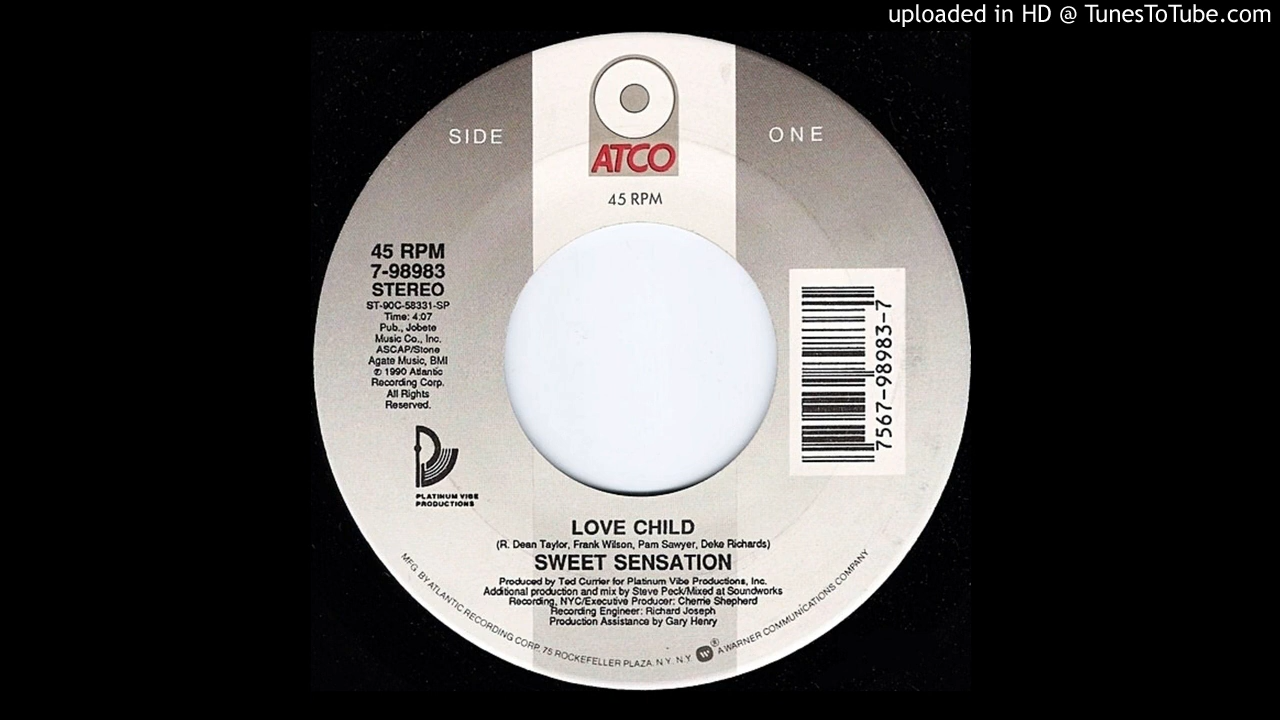 uploaded in HD @ TunesToTube.com
SIDE
ONE
ATCO
45 RPM
45 RPM
7-98983
STEREO
ST-90C-58331-SP
Time: 4:07
Pub., Jobete
Music Co., Inc.
ASCAP/Stone
Agate Music, BMI
℗ 1990 Atlantic
Recording Corp.
All Rights
Reserved.
PLATINUM VIBE
PRODUCTIONS
7567-98983-7
LOVE CHILD
(R. Dean Taylor, Frank Wilson, Pam Sawyer, Deke Richards)
SWEET SENSATION
Produced by Ted Currier for Platinum Vibe Productions, Inc.
Additional production and mix by Steve Peck/Mixed at Soundworks
Recording, NYC/Executive Producer: Cherrie Shepherd
Recording Engineer: Richard Joseph
Production Assistance by Gary Henry
MFG. BY ATLANTIC RECORDING CORP. 75 ROCKEFELLER PLAZA. N.Y. N.Y. W ® A WARNER COMMUNICATIONS COMPANY